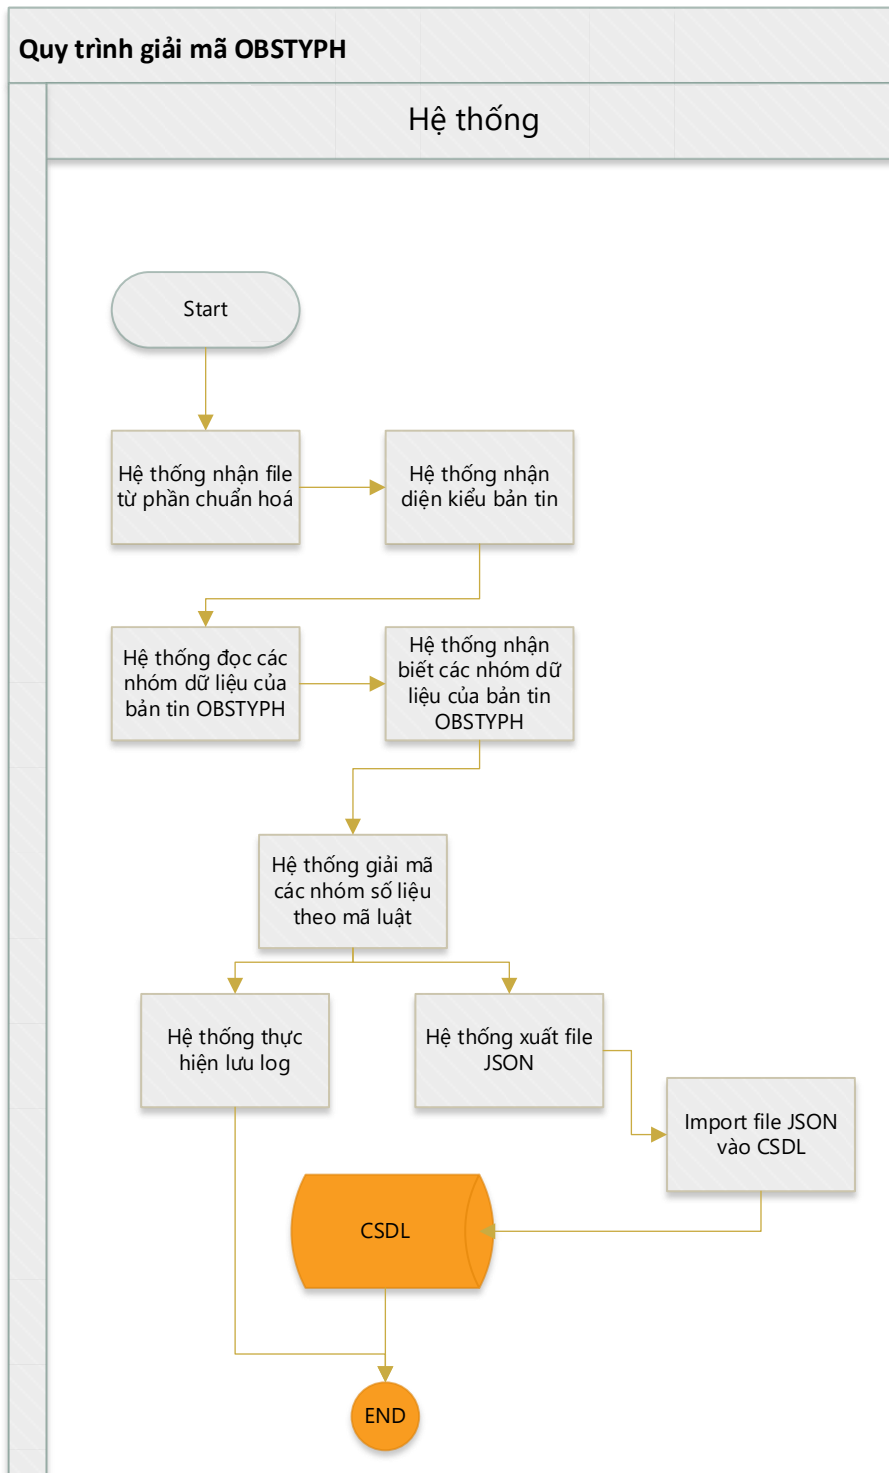 Quy trình giải mã OBSTYPH
Hệ thống
Start
Hệ thống nhận file
từ phần chuẩn hoá
Hệ thống nhận
diện kiểu bản tin
Hệ thống đọc các
nhóm dữ liệu của
bản tin OBSTYPH
Hệ thống nhận
biết các nhóm dữ
liệu của bản tin
OBSTYPH
Hệ thống giải mã
các nhóm số liệu
theo mã luật
Hệ thống thực
hiện lưu log
Hệ thống xuất file
JSON
Import file JSON
vào CSDL
CSDL
END